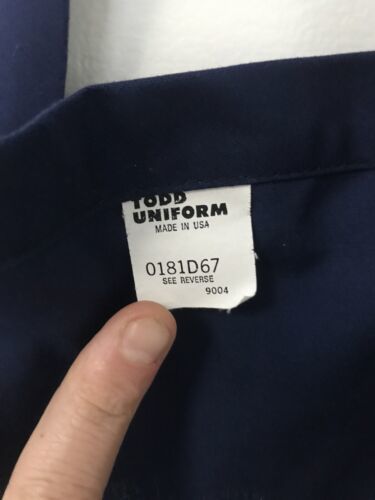 TODD
UNIFORM
MADE IN USA
0181D67
SEE REVERSE
9004